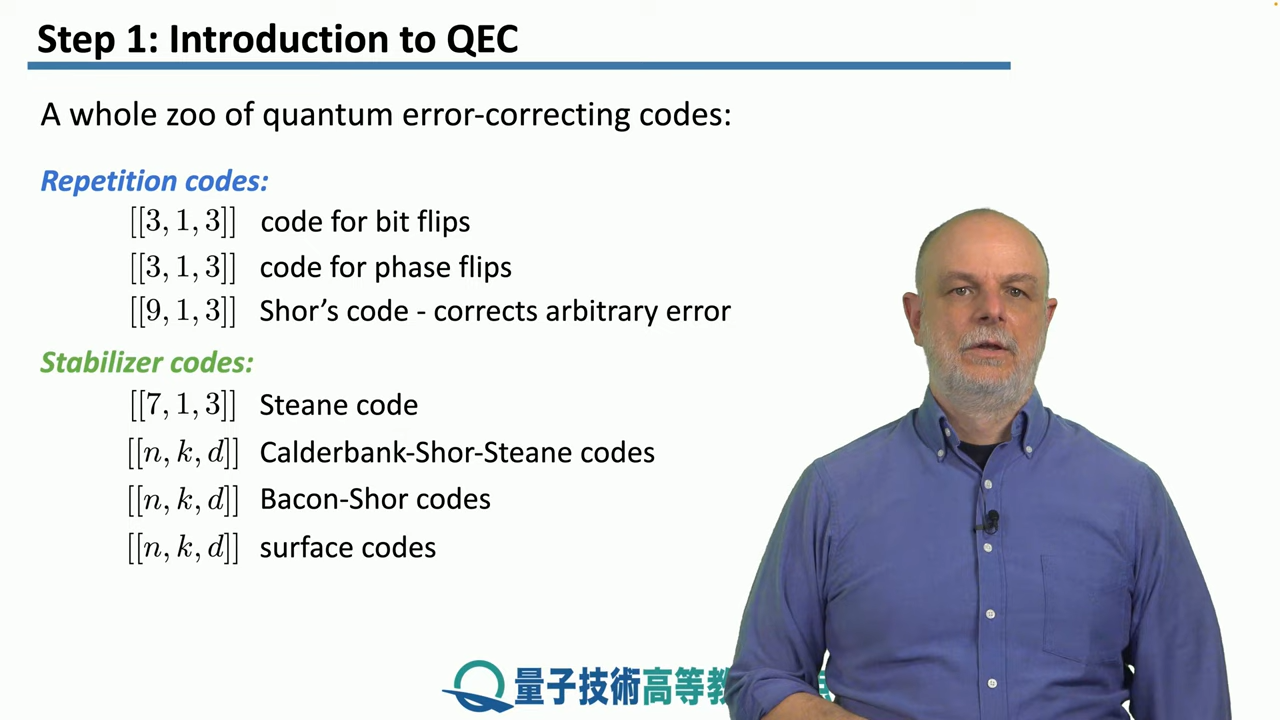 Step 1: Introduction to QEC
A whole zoo of quantum error-correcting codes:
Repetition codes:
[[3, 1, 3]] code for bit flips
[[3, 1, 3]] code for phase flips
[[9, 1, 3]] Shor’s code - corrects arbitrary error
Stabilizer codes:
[[7, 1, 3]] Steane code
[[n, k, d]] Calderbank-Shor-Steane codes
[[n, k, d]] Bacon-Shor codes
[[n, k, d]] surface codes
量子技術高等教